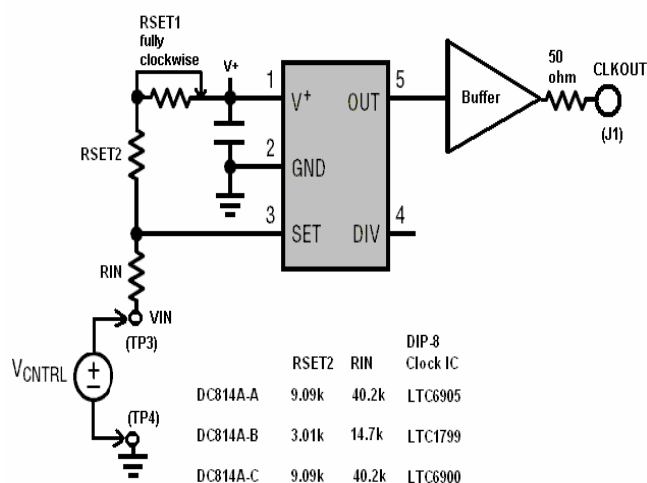 RSET1
fully
clockwise
V+
50
ohm
CLKOUT
(J1)
1
V+
OUT
5
Buffer
RSET2
2
GND
3
SET
DIV
4
RIN
VIN
(TP3)
VCNTRL
+
−
(TP4)
DIP-8
RSET2 RIN Clock IC
DC814A-A 9.09k 40.2k LTC6905
DC814A-B 3.01k 14.7k LTC1799
DC814A-C 9.09k 40.2k LTC6900